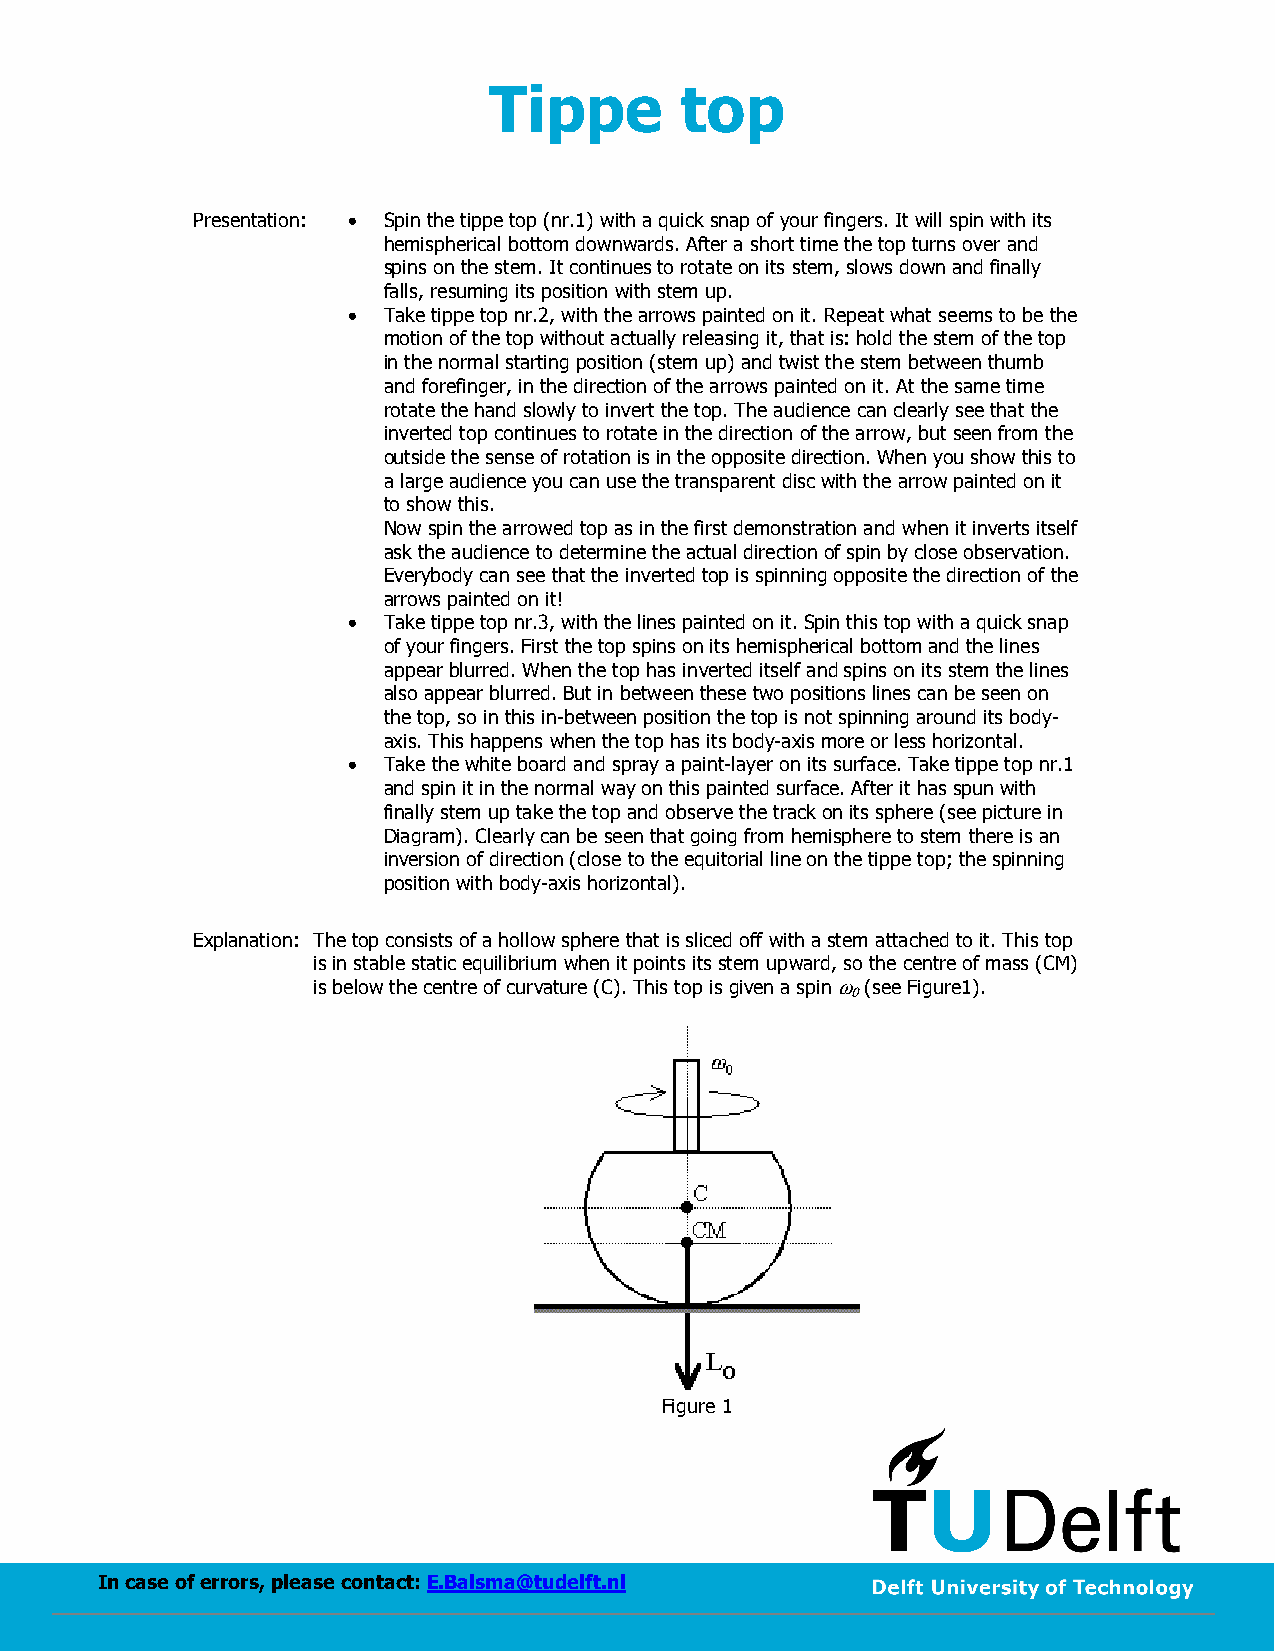 Tippe top
Presentation: • Spin the tippe top (nr.1) with a quick snap of your fingers. It will spin with its
hemispherical bottom downwards. After a short time the top turns over and
spins on the stem. It continues to rotate on its stem, slows down and finally
falls, resuming its position with stem up.
• Take tippe top nr.2, with the arrows painted on it. Repeat what seems to be the
motion of the top without actually releasing it, that is: hold the stem of the top
in the normal starting position (stem up) and twist the stem between thumb
and forefinger, in the direction of the arrows painted on it. At the same time
rotate the hand slowly to invert the top. The audience can clearly see that the
inverted top continues to rotate in the direction of the arrow, but seen from the
outside the sense of rotation is in the opposite direction. When you show this to
a large audience you can use the transparent disc with the arrow painted on it
to show this.
Now spin the arrowed top as in the first demonstration and when it inverts itself
ask the audience to determine the actual direction of spin by close observation.
Everybody can see that the inverted top is spinning opposite the direction of the
arrows painted on it!
• Take tippe top nr.3, with the lines painted on it. Spin this top with a quick snap
of your fingers. First the top spins on its hemispherical bottom and the lines
appear blurred. When the top has inverted itself and spins on its stem the lines
also appear blurred. But in between these two positions lines can be seen on
the top, so in this in-between position the top is not spinning around its body-
axis. This happens when the top has its body-axis more or less horizontal.
• Take the white board and spray a paint-layer on its surface. Take tippe top nr.1
and spin it in the normal way on this painted surface. After it has spun with
finally stem up take the top and observe the track on its sphere (see picture in
Diagram). Clearly can be seen that going from hemisphere to stem there is an
inversion of direction (close to the equitorial line on the tippe top; the spinning
position with body-axis horizontal).
Explanation: The top consists of a hollow sphere that is sliced off with a stem attached to it. This top
is in stable static equilibrium when it points its stem upward, so the centre of mass (CM)
is below the centre of curvature (C). This top is given a spin ω0 (see Figure1).
ω0
C
CM
L0
Figure 1
TUDelft
In case of errors, please contact: E.Balsma@tudelft.nl
Delft University of Technology